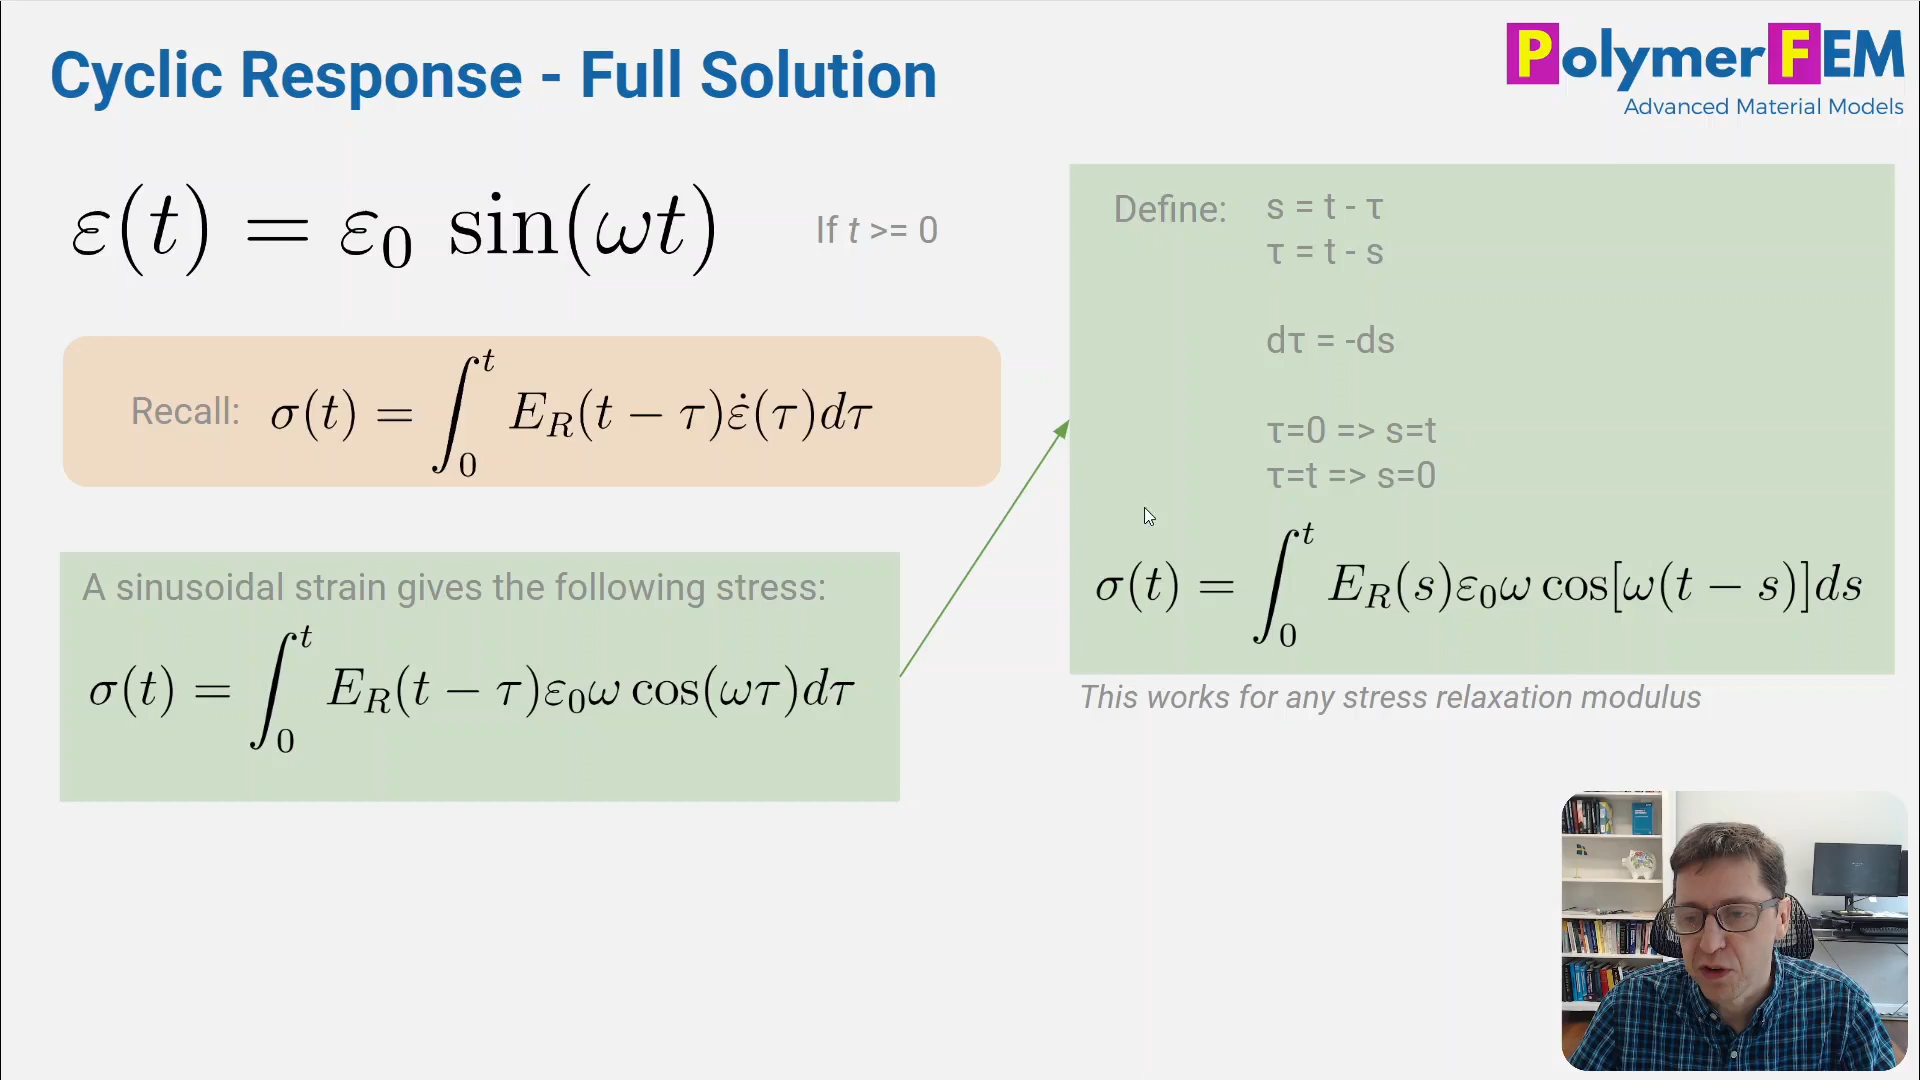 Cyclic Response - Full Solution
PolymerFEM
Advanced Material Models
ε(t) = ε₀ sin(ωt)
If t >= 0
Recall: σ(t) = ∫₀ᵗ E_R(t − τ)ε̇(τ)dτ
A sinusoidal strain gives the following stress:
σ(t) = ∫₀ᵗ E_R(t − τ)ε₀ω cos(ωτ)dτ
Define: s = t - τ
τ = t - s
dτ = -ds
τ=0 => s=t
τ=t => s=0
σ(t) = ∫₀ᵗ E_R(s)ε₀ω cos[ω(t − s)]ds
This works for any stress relaxation modulus